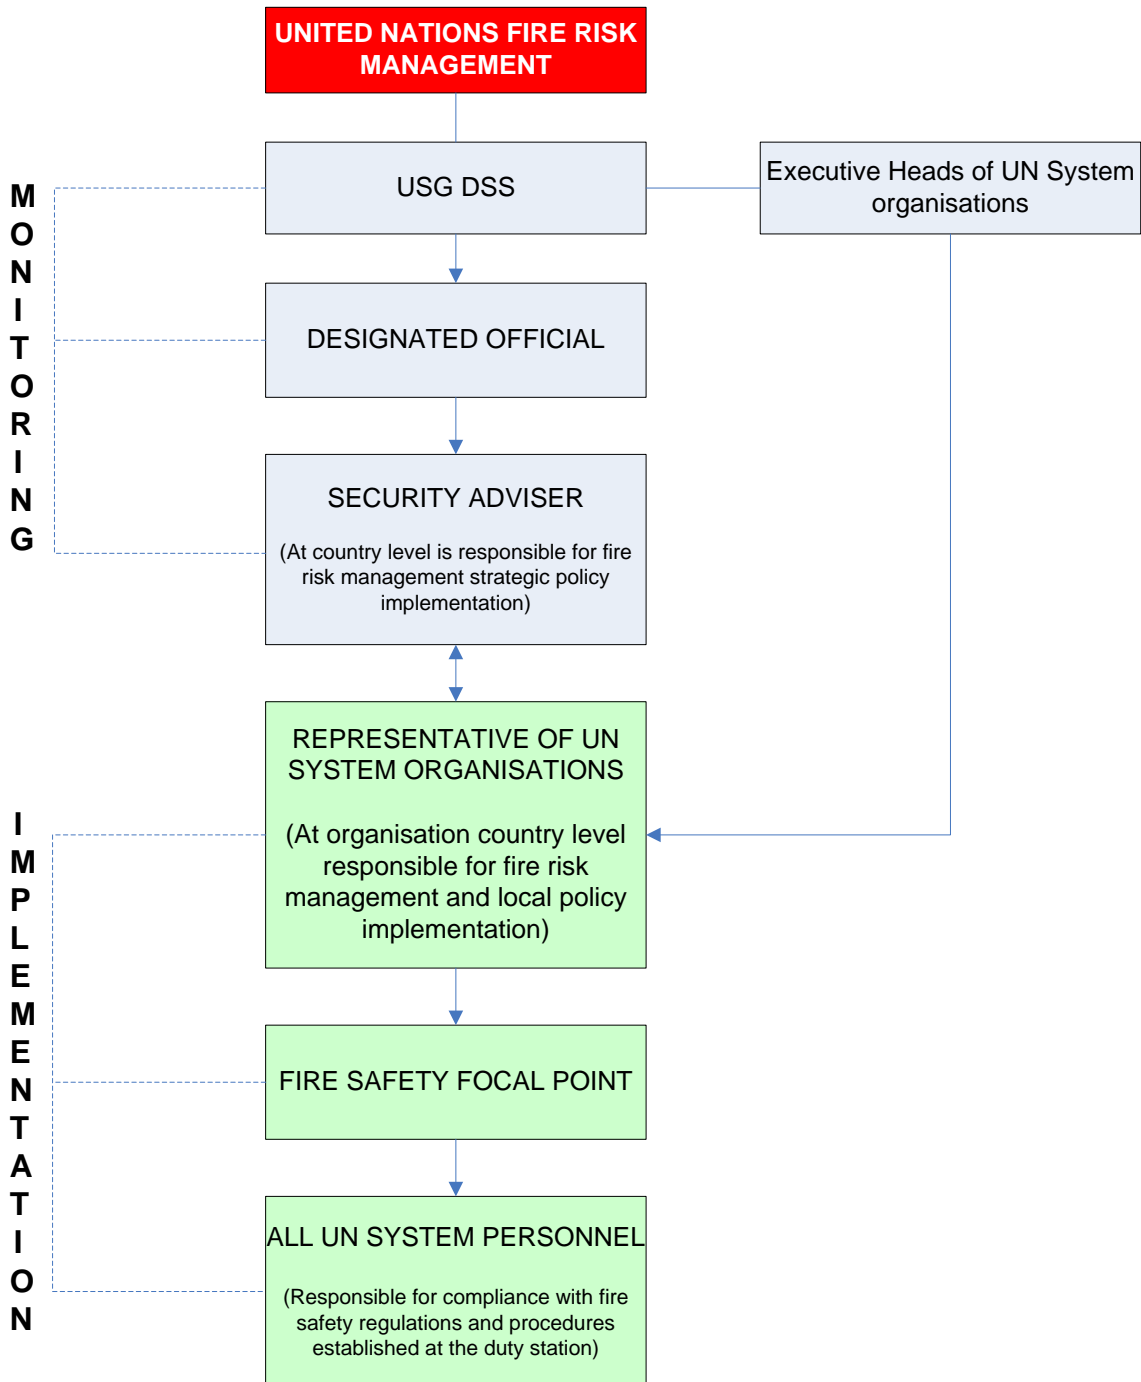 UNITED NATIONS FIRE RISK
MANAGEMENT
USG DSS
Executive Heads of UN System
organisations
MONITORING
DESIGNATED OFFICIAL
SECURITY ADVISER
(At country level is responsible for fire
risk management strategic policy
implementation)
REPRESENTATIVE OF UN
SYSTEM ORGANISATIONS
(At organisation country level
responsible for fire risk
management and local policy
implementation)
IMPLEMENTATION
FIRE SAFETY FOCAL POINT
ALL UN SYSTEM PERSONNEL
(Responsible for compliance with fire
safety regulations and procedures
established at the duty station)